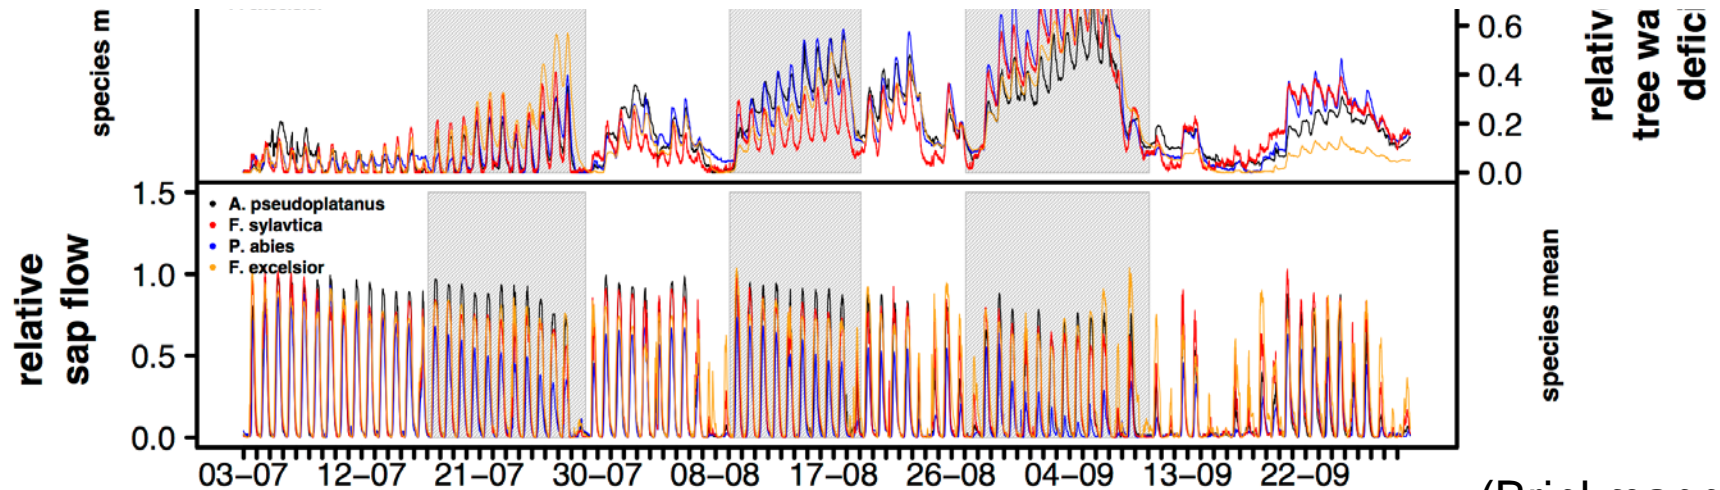 species m
0.6
0.4
0.2
0.0
relativ
tree wa
defic
relative
sap flow
1.5
1.0
0.5
0.0
A. pseudoplatanus
F. sylavtica
P. abies
F. excelsior
species mean
03-07 12-07 21-07 30-07 08-08 17-08 26-08 04-09 13-09 22-09